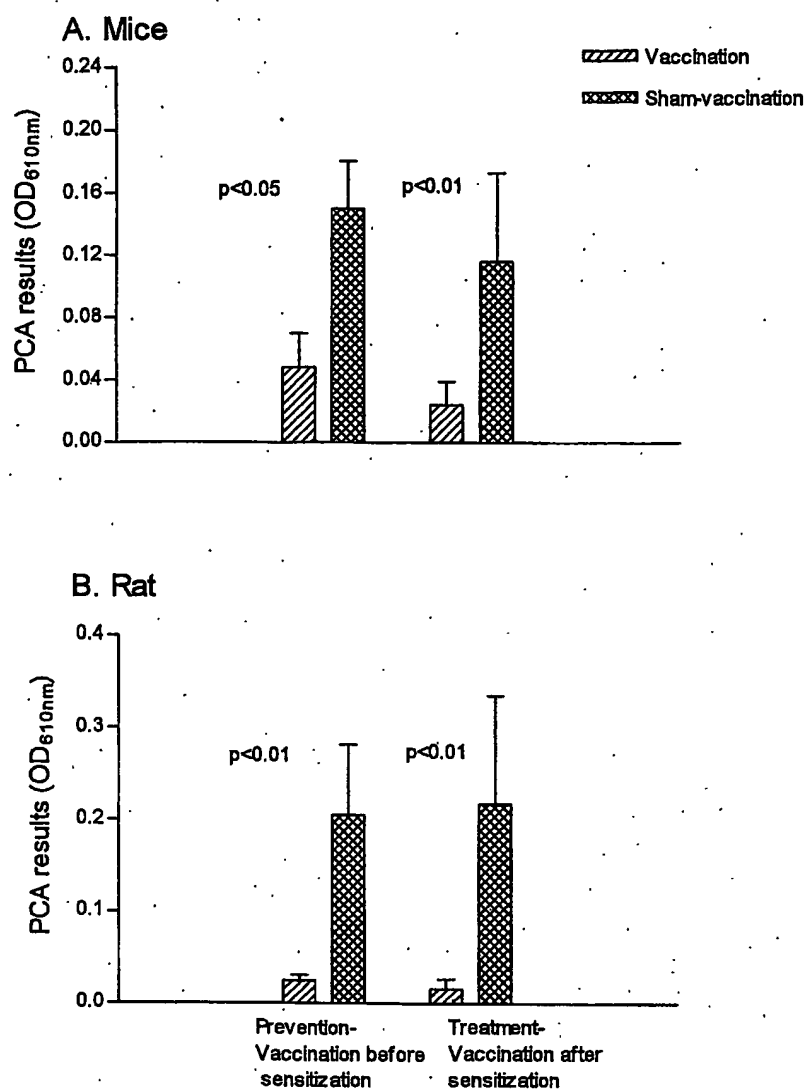 A. Mice
Vaccination
Sham-vaccination
0.24
0.20
0.16
0.12
0.08
0.04
0.00
PCA results (OD610nm)
p<0.05
p<0.01
B. Rat
0.4
0.3
0.2
0.1
0.0
PCA results (OD610nm)
p<0.01
p<0.01
Prevention-
Vaccination before
sensitization
Treatment-
Vaccination after
sensitization